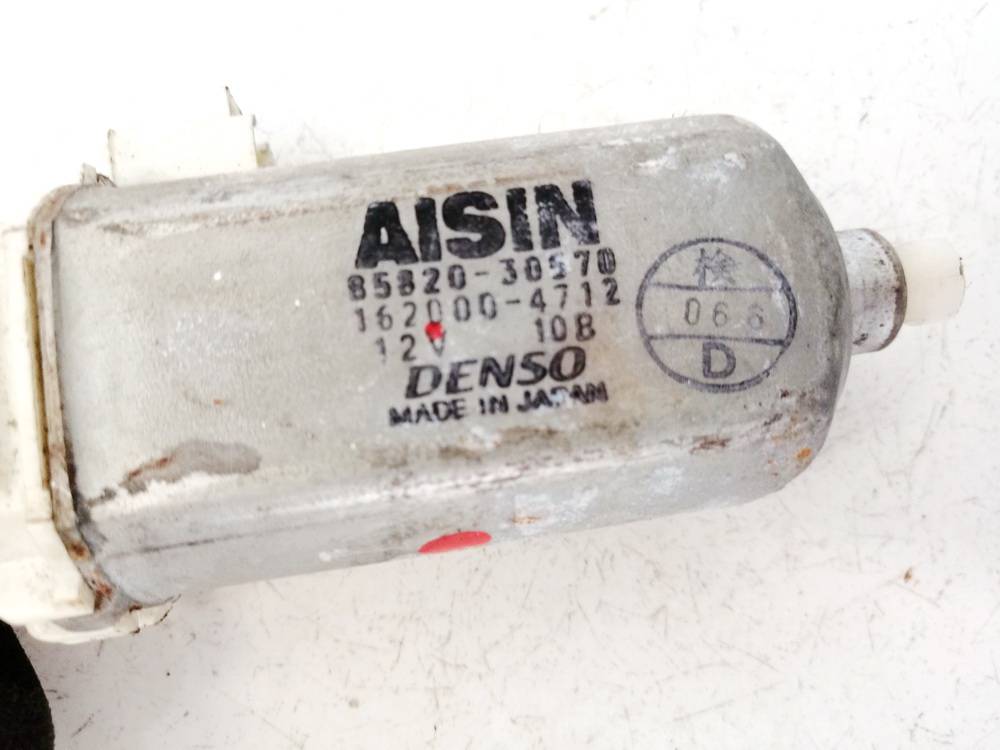 AISIN
85820-30570
162000-4712
12V 10B
DENSO
MADE IN JAPAN
検
066
D